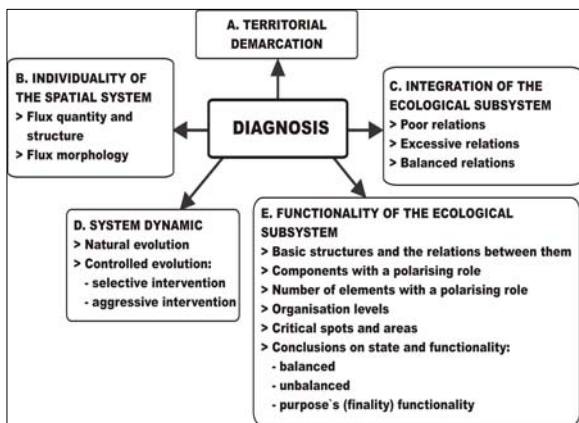 A. TERRITORIAL
DEMARCATION
B. INDIVIDUALITY OF
THE SPATIAL SYSTEM
> Flux quantity and
structure
> Flux morphology
DIAGNOSIS
C. INTEGRATION OF THE
ECOLOGICAL SUBSYSTEM
> Poor relations
> Excessive relations
> Balanced relations
D. SYSTEM DYNAMIC
> Natural evolution
> Controlled evolution:
- selective intervention
- aggressive intervention
E. FUNCTIONALITY OF THE ECOLOGICAL
SUBSYSTEM
> Basic structures and the relations between them
> Components with a polarising role
> Number of elements with a polarising role
> Organisation levels
> Critical spots and areas
> Conclusions on state and functionality:
- balanced
- unbalanced
- purpose`s (finality) functionality